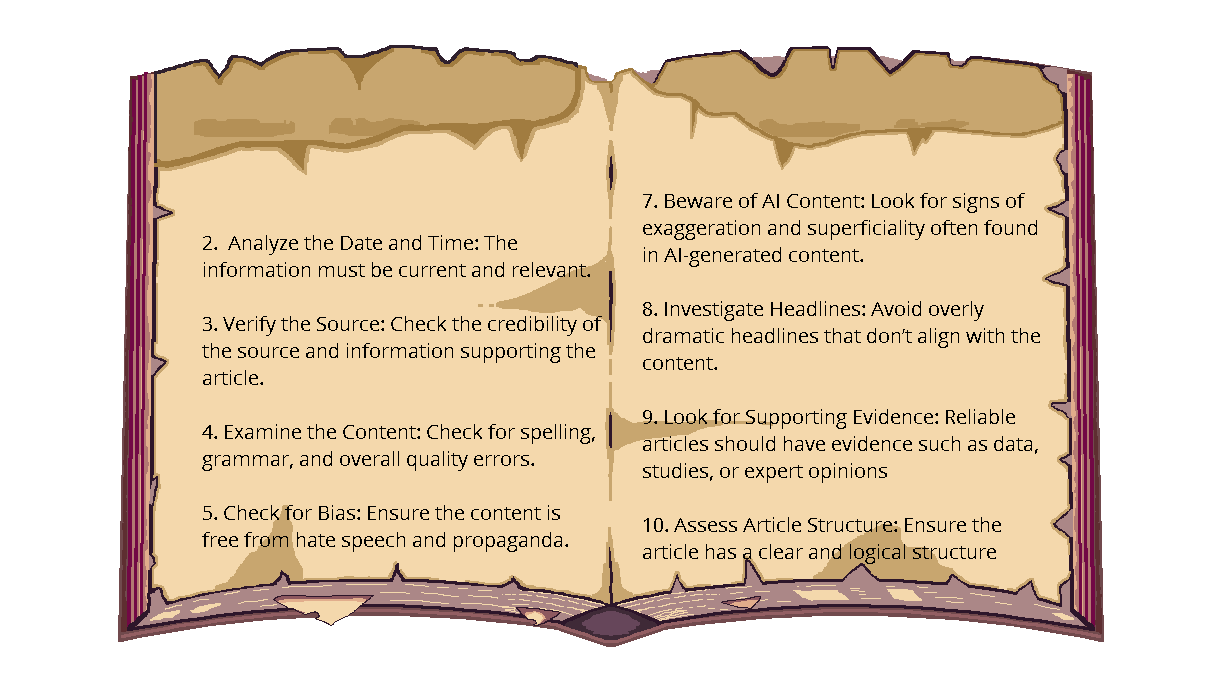 2.  Analyze the Date and Time: The
information must be current and relevant.
3. Verify the Source: Check the credibility of
the source and information supporting the
article.
4. Examine the Content: Check for spelling,
grammar, and overall quality errors.
5. Check for Bias: Ensure the content is
free from hate speech and propaganda.
7. Beware of AI Content: Look for signs of
exaggeration and superficiality often found
in AI-generated content.
8. Investigate Headlines: Avoid overly
dramatic headlines that don’t align with the
content.
9. Look for Supporting Evidence: Reliable
articles should have evidence such as data,
studies, or expert opinions
10. Assess Article Structure: Ensure the
article has a clear and logical structure